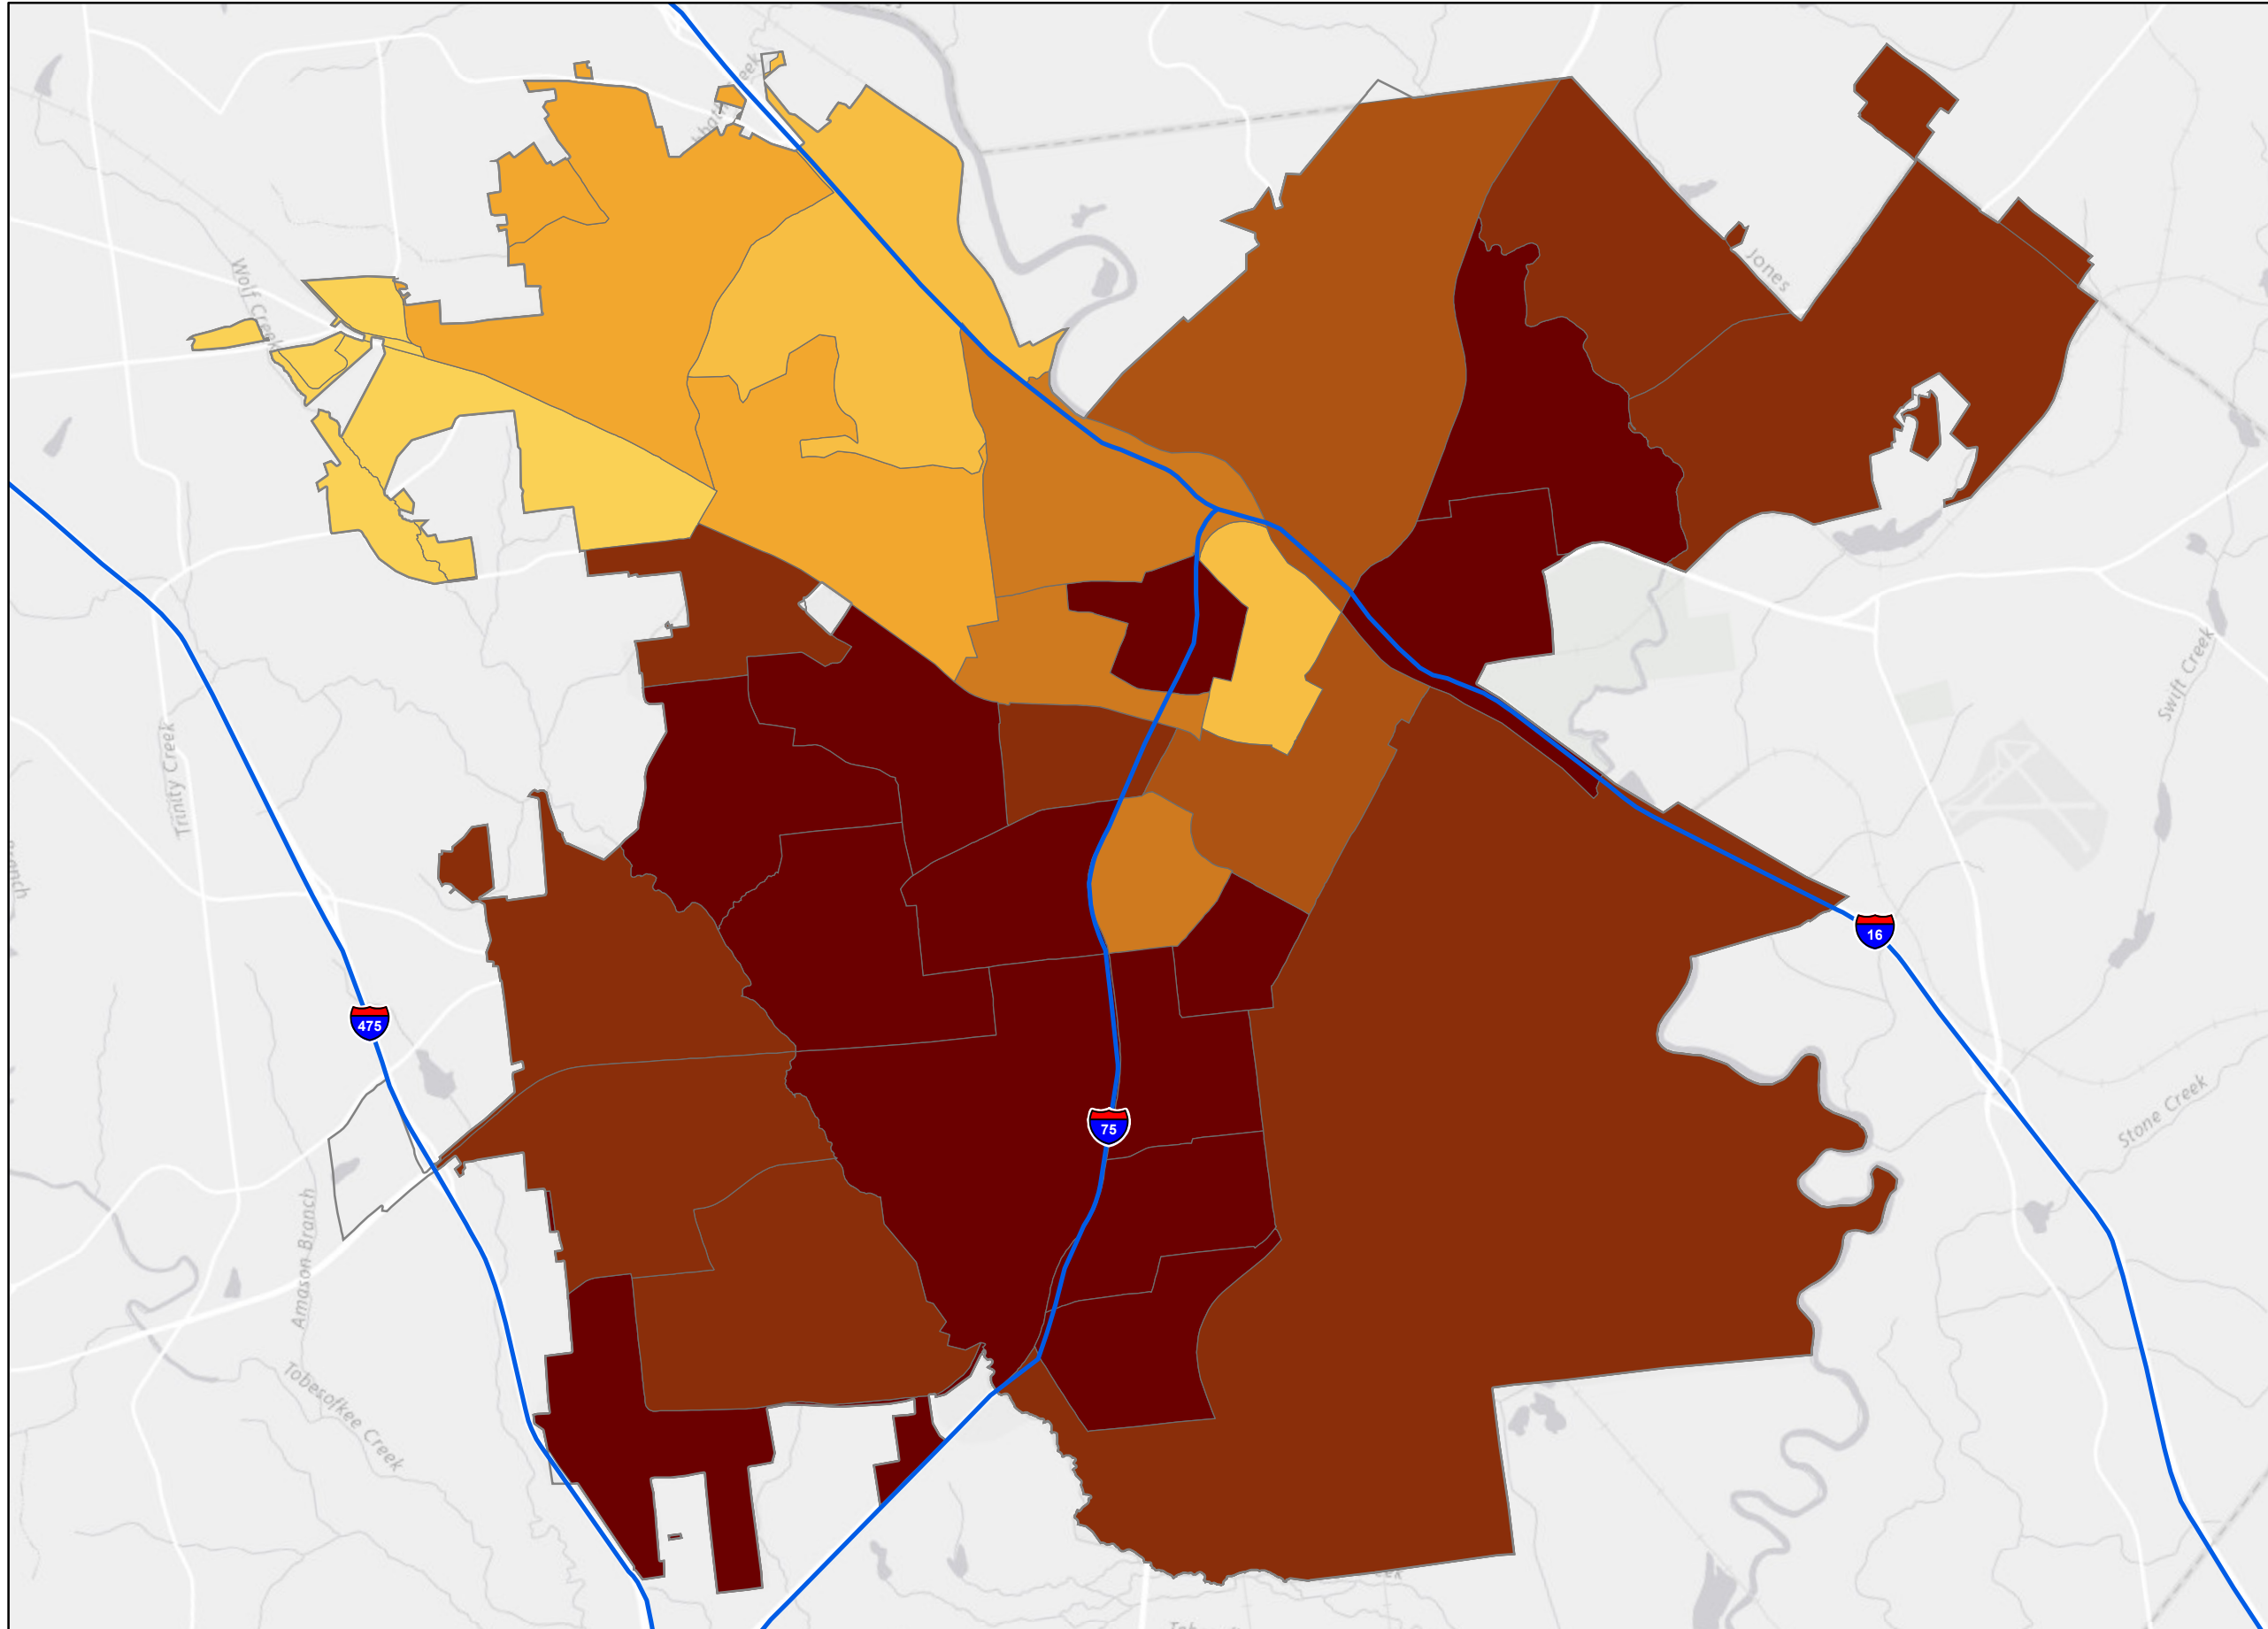 Wolf Creek
Jones
Swift Creek
Trinity Creek
16
475
75
Stone Creek
Amason Branch
Tobesofkee Creek